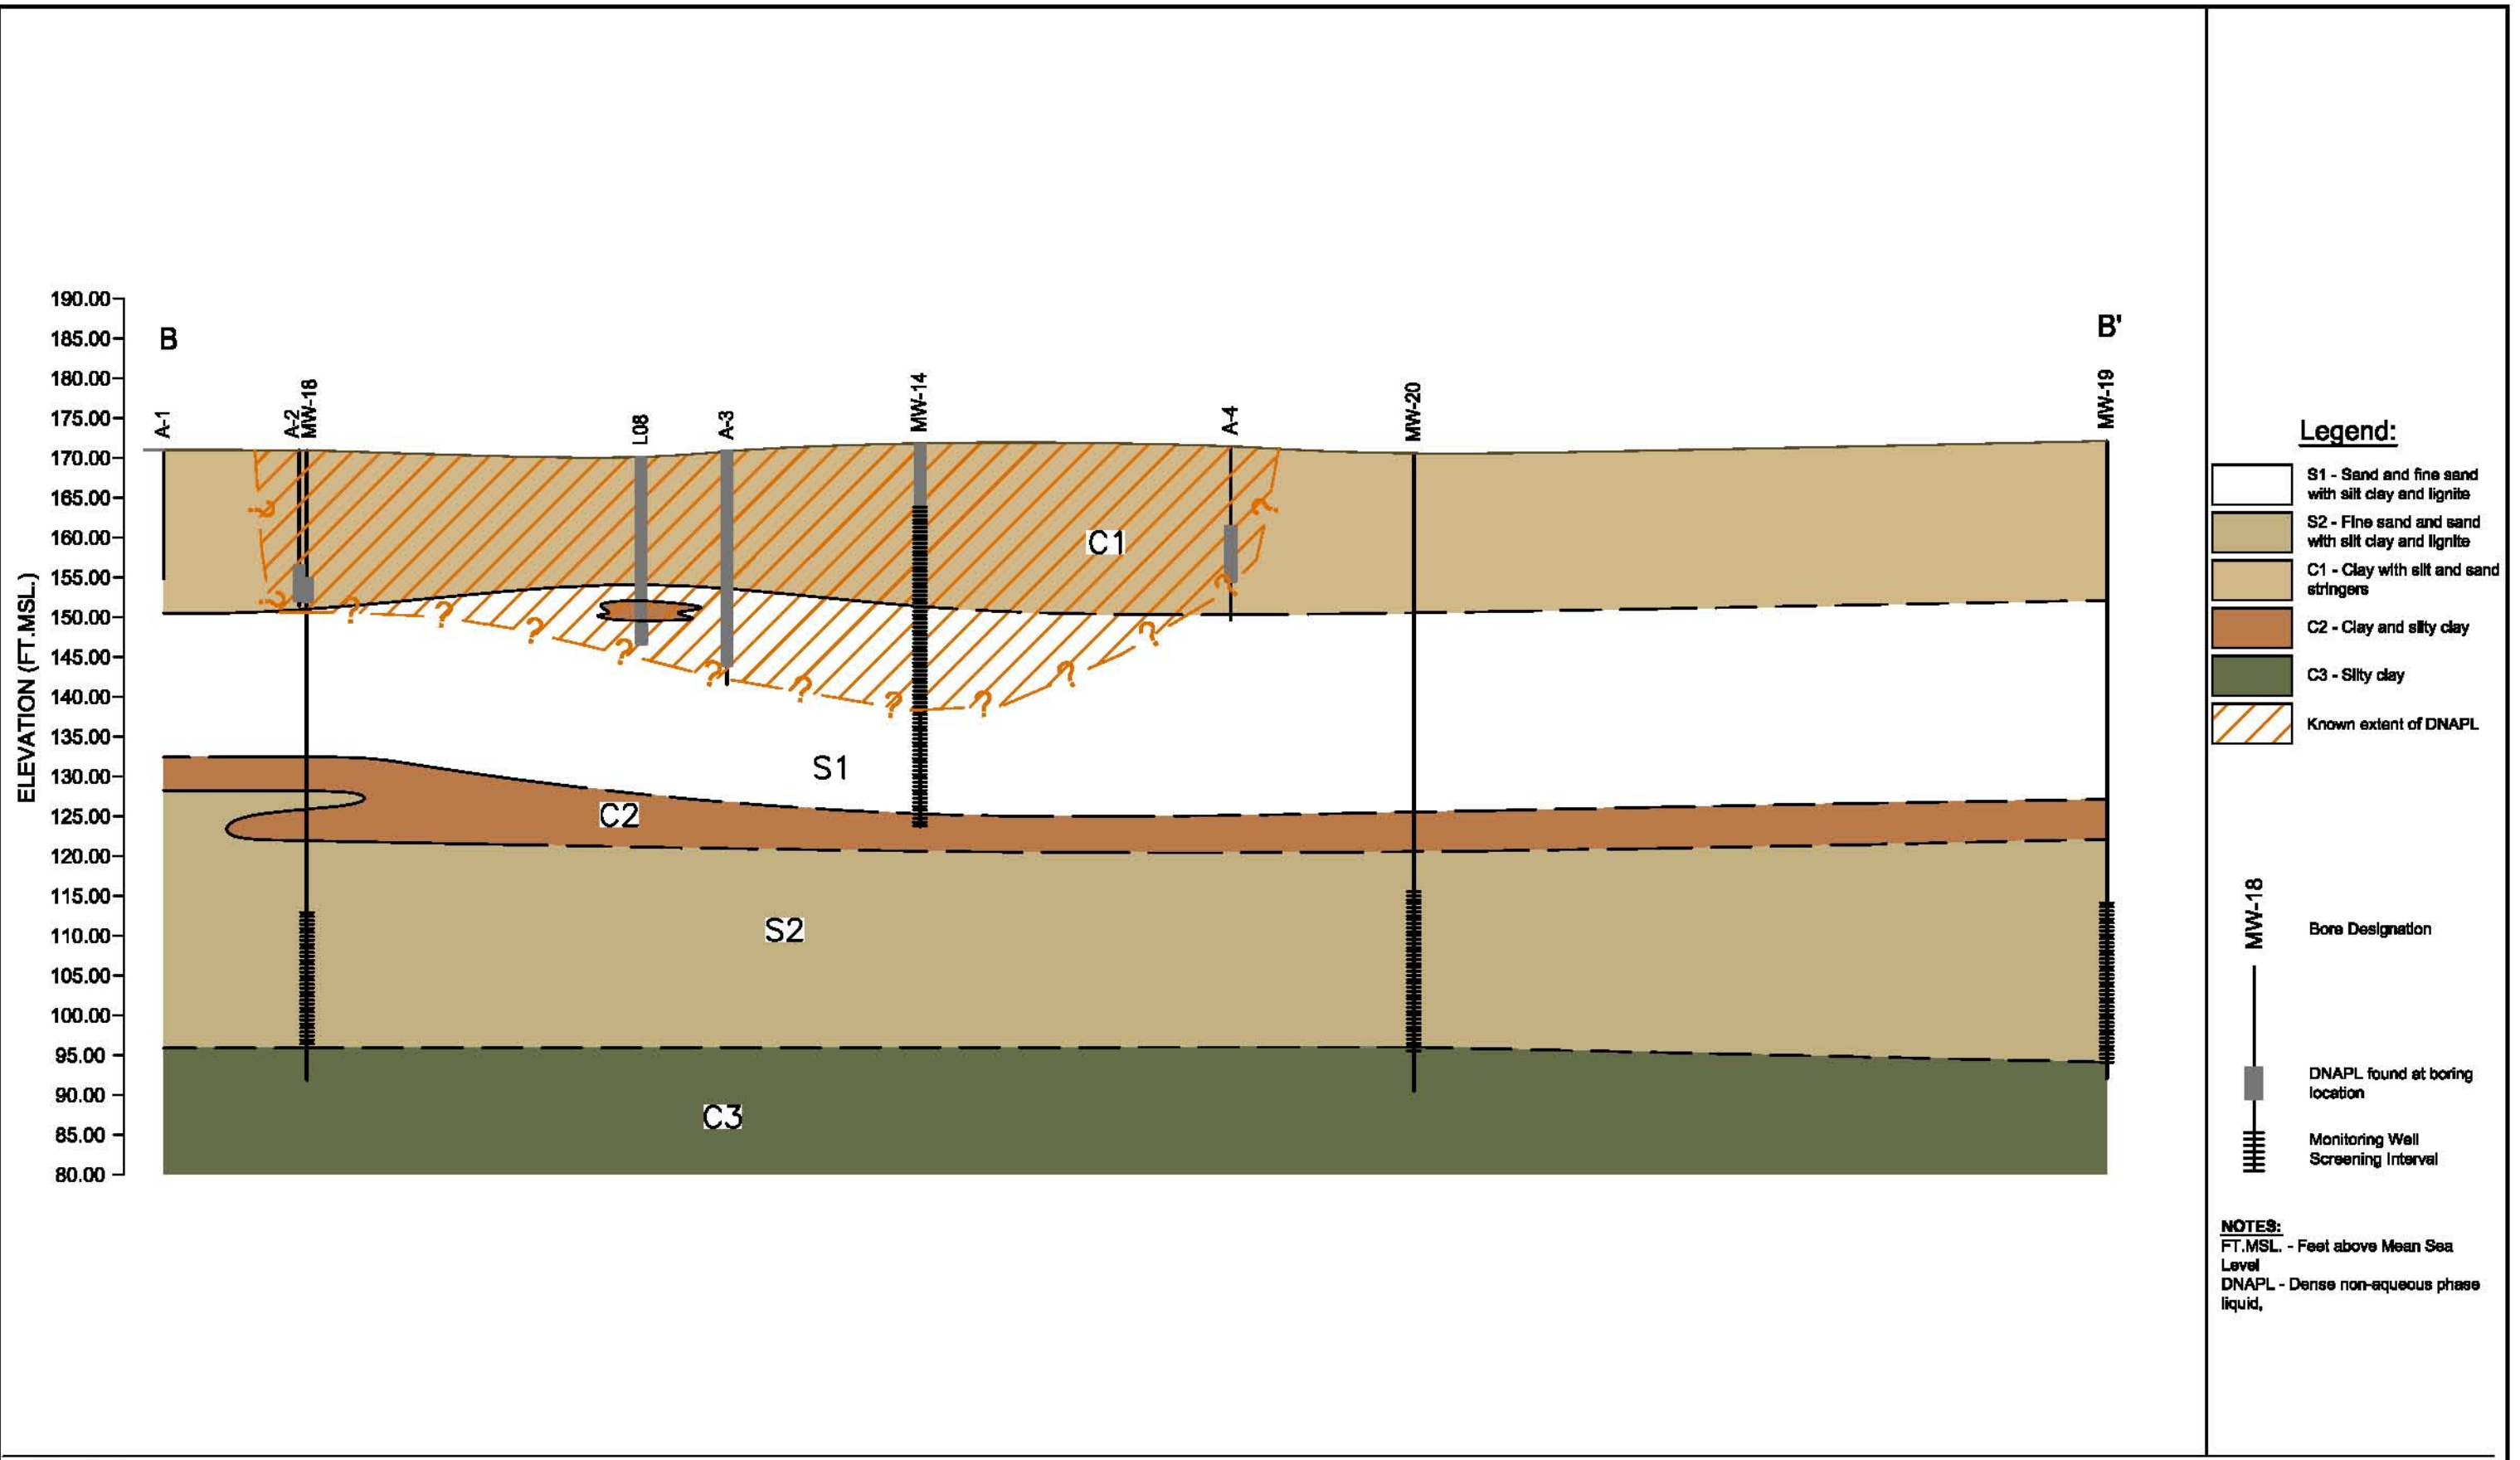 190.00
185.00
180.00
175.00
170.00
165.00
160.00
155.00
150.00
145.00
140.00
135.00
130.00
125.00
120.00
115.00
110.00
105.00
100.00
95.00
90.00
85.00
80.00
ELEVATION (FT.MSL.)
B
B'
A-1
A-2
MW-18
L08
A-3
MW-14
A-4
MW-20
MW-19
C1
? ? ? ? ? ? ? ? ? ? ? ? ? ? ?
S1
C2
S2
C3
Legend:
S1 - Sand and fine sand
with silt clay and lignite
S2 - Fine sand and sand
with silt clay and lignite
C1 - Clay with silt and sand
stringers
C2 - Clay and silty clay
C3 - Silty clay
Known extent of DNAPL
MW-18
Bore Designation
DNAPL found at boring
location
Monitoring Well
Screening Interval
NOTES:
FT.MSL. - Feet above Mean Sea
Level
DNAPL - Dense non-aqueous phase
liquid,